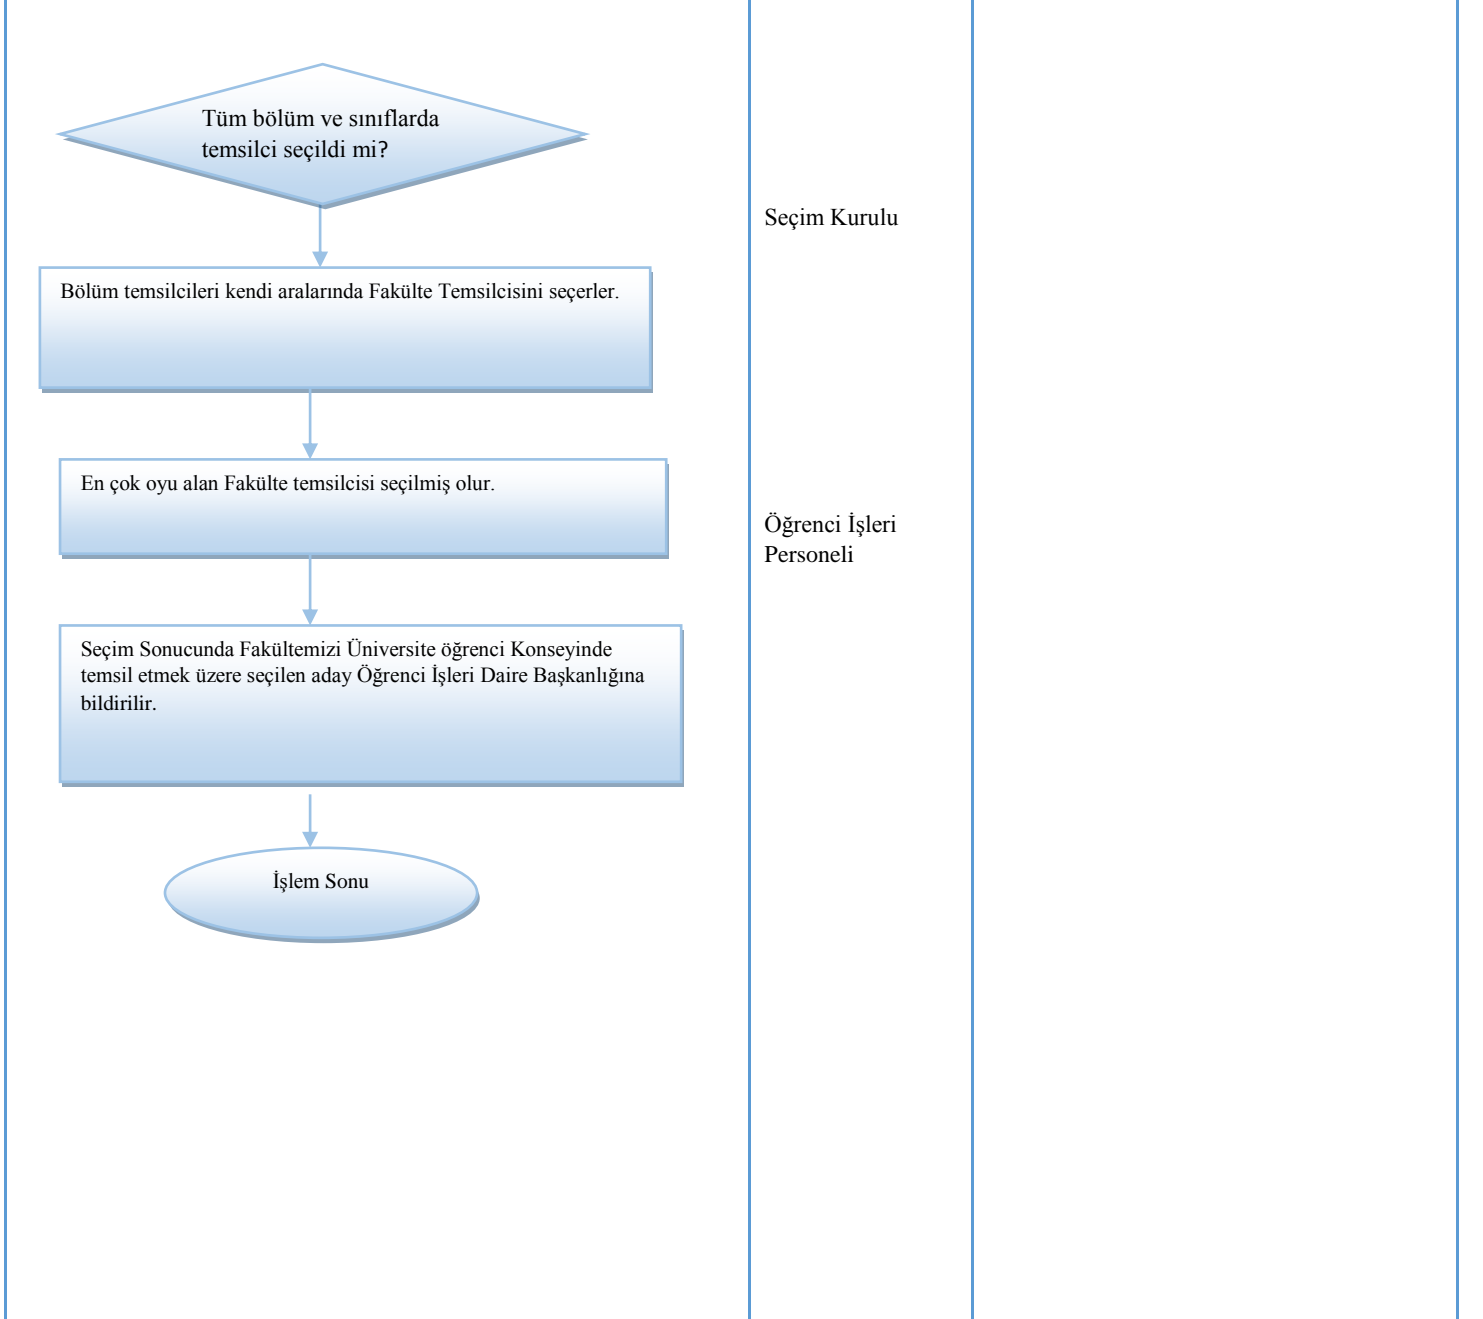 Tüm bölüm ve sınıflarda
temsilci seçildi mi?
Bölüm temsilcileri kendi aralarında Fakülte Temsilcisini seçerler.
En çok oyu alan Fakülte temsilcisi seçilmiş olur.
Seçim Sonucunda Fakültemizi Üniversite öğrenci Konseyinde
temsil etmek üzere seçilen aday Öğrenci İşleri Daire Başkanlığına
bildirilir.
İşlem Sonu
Seçim Kurulu
Öğrenci İşleri
Personeli